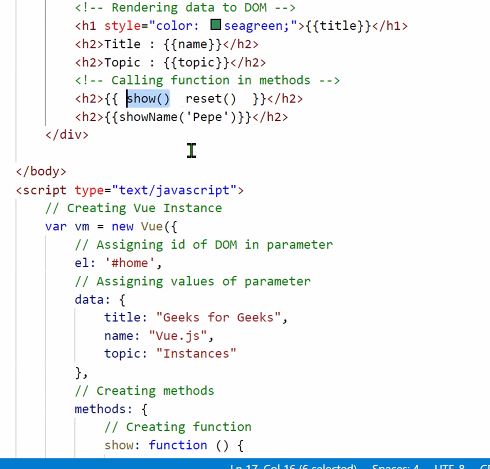 <!-- Rendering data to DOM -->
<h1 style="color: seagreen;">{{title}}</h1>
<h2>Title : {{name}}</h2>
<h2>Topic : {{topic}}</h2>
<!-- Calling function in methods -->
<h2>{{ show()  reset()  }}</h2>
<h2>{{showName('Pepe')}}</h2>
</div>
</body>
<script type="text/javascript">
// Creating Vue Instance
var vm = new Vue({
// Assigning id of DOM in parameter
el: '#home',
// Assigning values of parameter
data: {
title: "Geeks for Geeks",
name: "Vue.js",
topic: "Instances"
},
// Creating methods
methods: {
// Creating function
show: function () {
Ln 17, Col 16 (6 selected) Spaces: 4 UTF-8